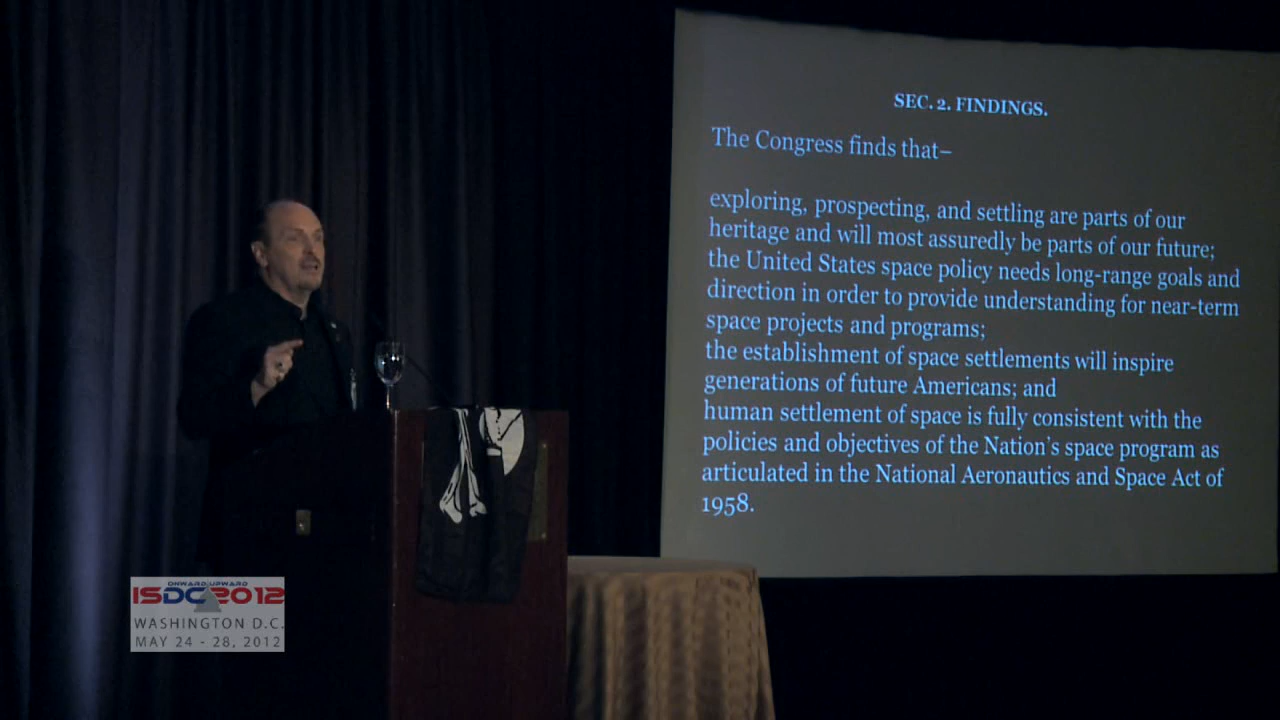 SEC. 2. FINDINGS.
The Congress finds that–
exploring, prospecting, and settling are parts of our
heritage and will most assuredly be parts of our future;
the United States space policy needs long-range goals and
direction in order to provide understanding for near-term
space projects and programs;
the establishment of space settlements will inspire
generations of future Americans; and
human settlement of space is fully consistent with the
policies and objectives of the Nation's space program as
articulated in the National Aeronautics and Space Act of
1958.
ONWARD UPWARD
ISDC 2012
WASHINGTON D.C.
MAY 24 - 28, 2012